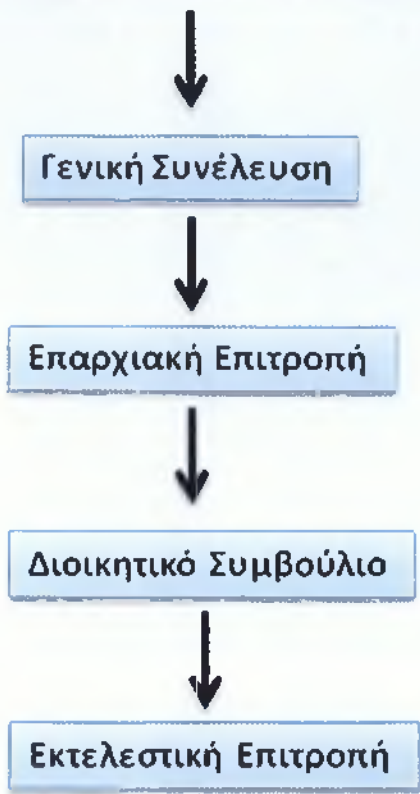 Γενική Συνέλευση
Επαρχιακή Επιτροπή
Διοικητικό Συμβούλιο
Εκτελεστική Επιτροπή